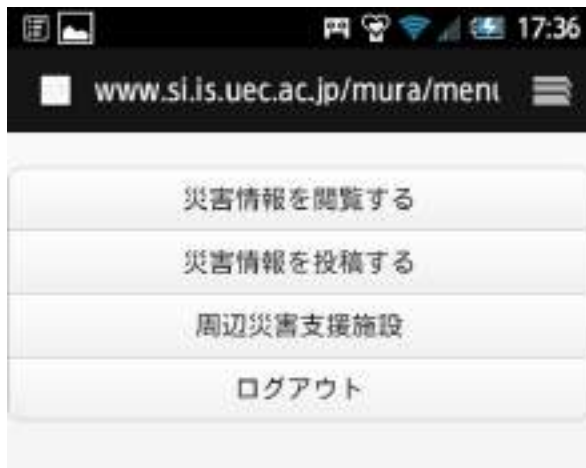 17:36
www.si.is.uec.ac.jp/mura/menu
災害情報を閲覧する
災害情報を投稿する
周辺災害支援施設
ログアウト